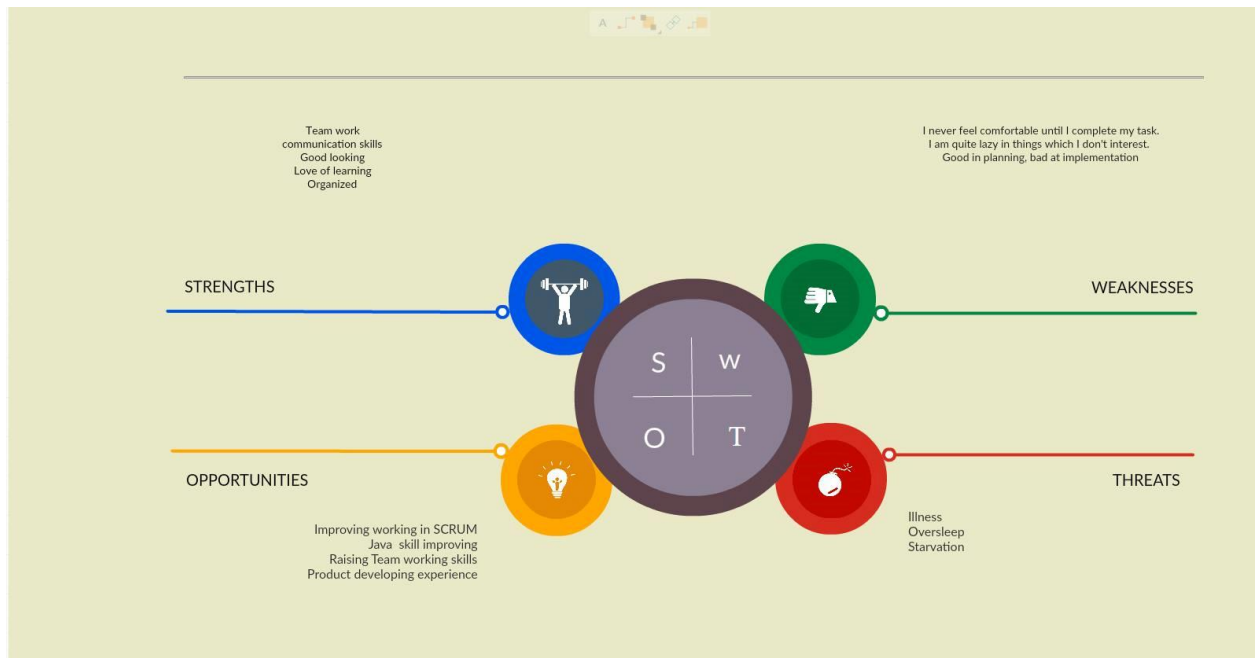 A
Team work
communication skills
Good looking
Love of learning
Organized
I never feel comfortable until I complete my task.
I am quite lazy in things which I don't interest.
Good in planning, bad at implementation
STRENGTHS
WEAKNESSES
S
w
O
T
OPPORTUNITIES
THREATS
Improving working in SCRUM
Java skill improving
Raising Team working skills
Product developing experience
Illness
Oversleep
Starvation